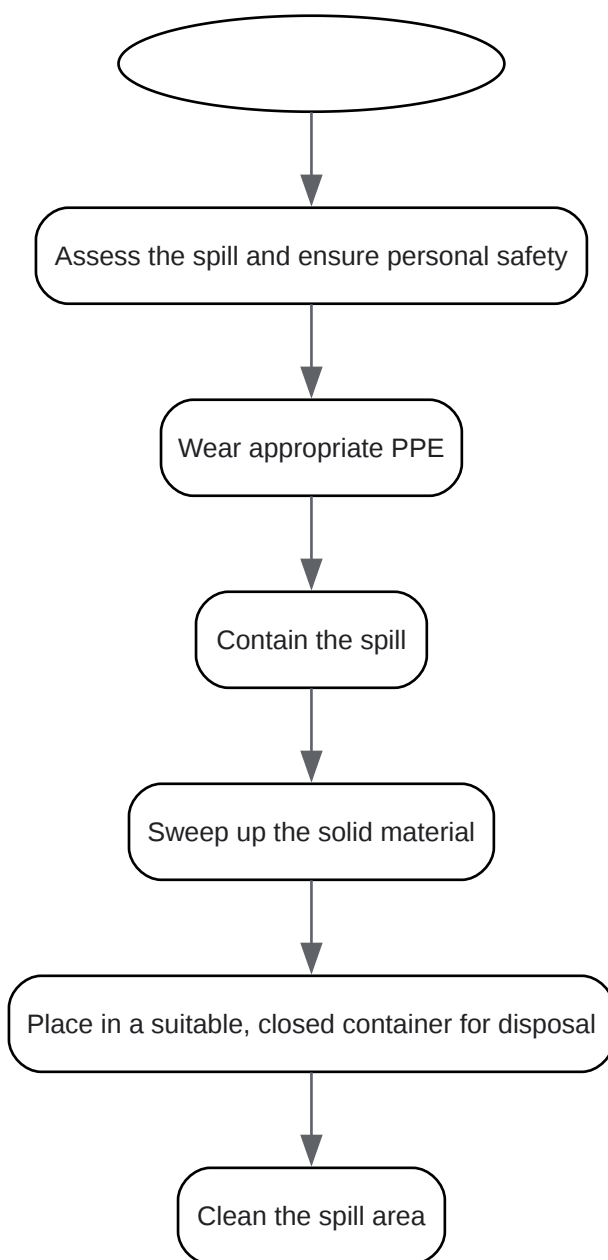 Assess the spill and ensure personal safety
Wear appropriate PPE
Contain the spill
Sweep up the solid material
Place in a suitable, closed container for disposal
Clean the spill area